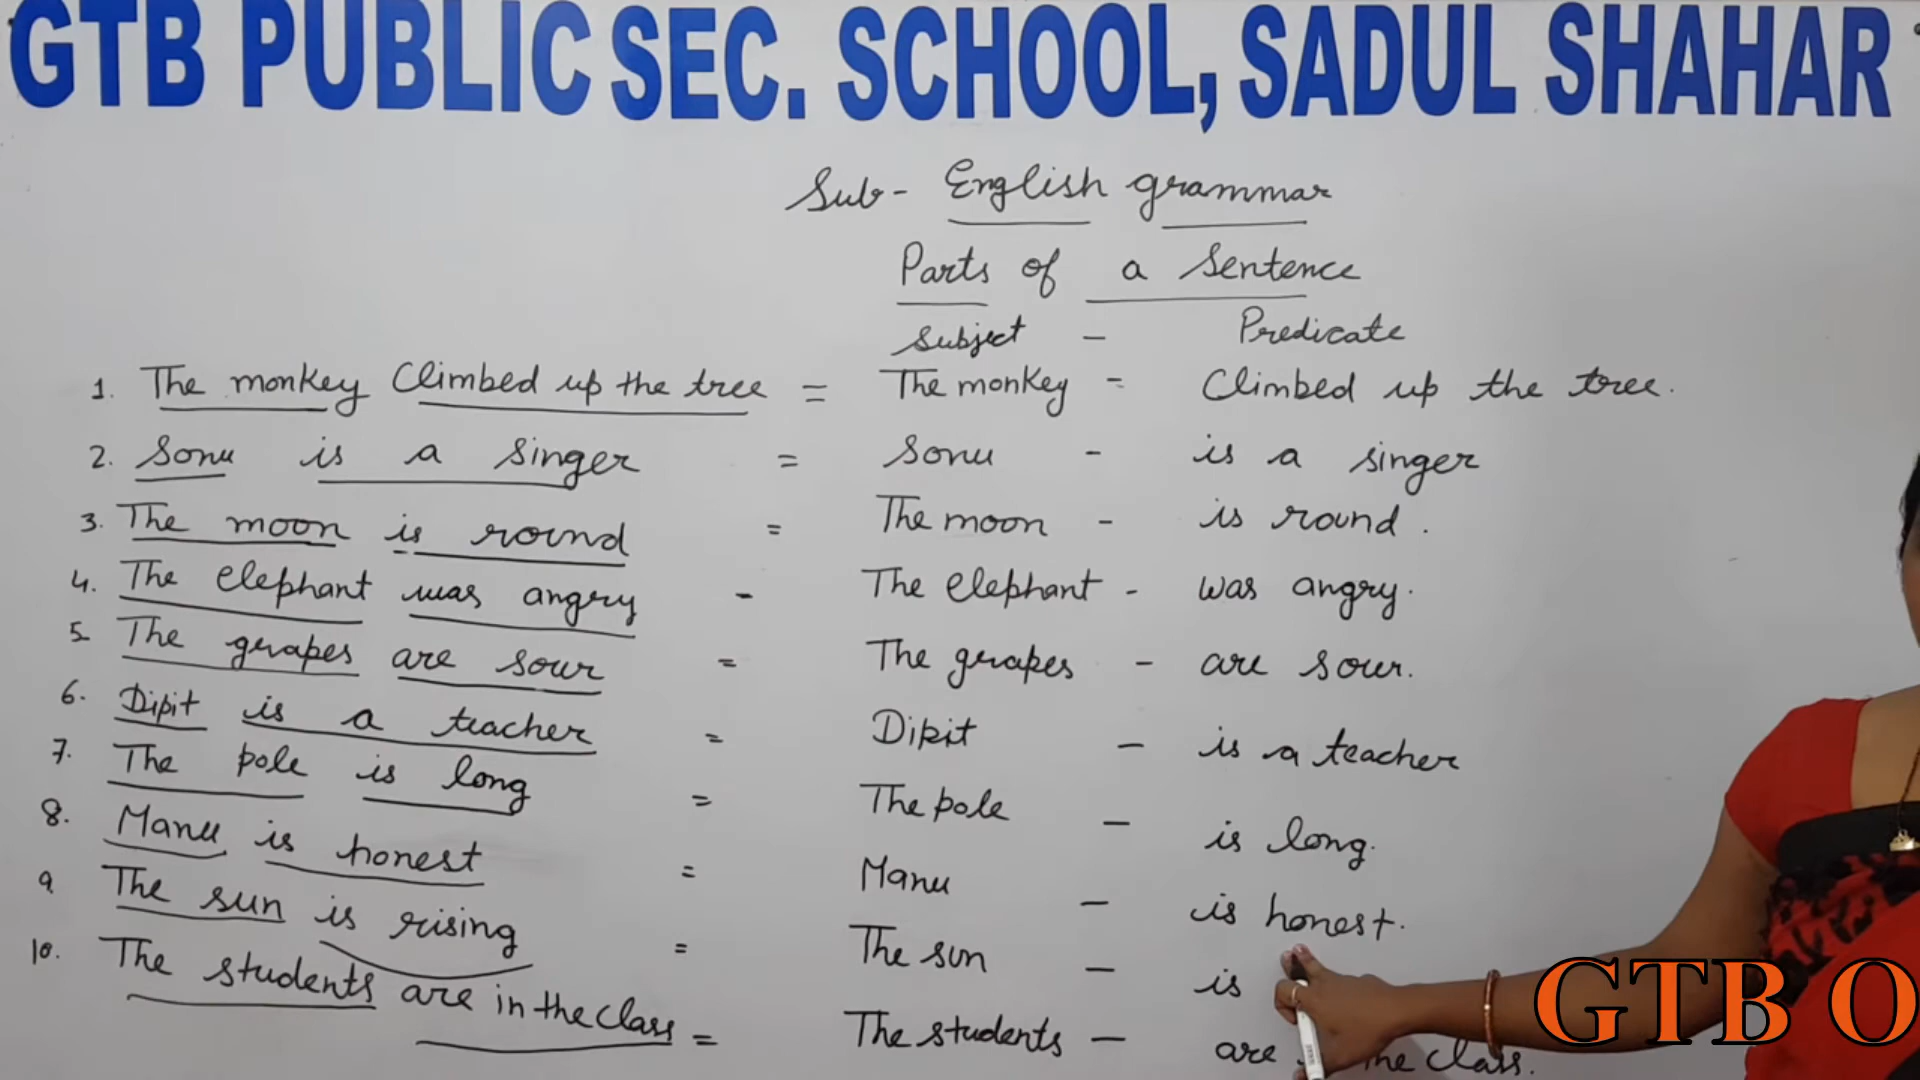 GTB PUBLIC SEC. SCHOOL, SADUL SHAHAR
Sub- English grammar
Parts of a Sentence
Subject - Predicate
1. The monkey Climbed up the tree = The monkey - Climbed up the tree.
2. Sonu is a singer = Sonu - is a singer
3. The moon is round = The moon - is round.
4. The elephant was angry - The elephant - was angry.
5. The grapes are sour = The grapes - are sour.
6. Dipit is a teacher = Dipit - is a teacher
7. The pole is long = The pole - is long.
8. Manu is honest = Manu - is honest.
9 The sun is rising = The sun - is
10. The students are in the class = The students - are the class.
GTB O